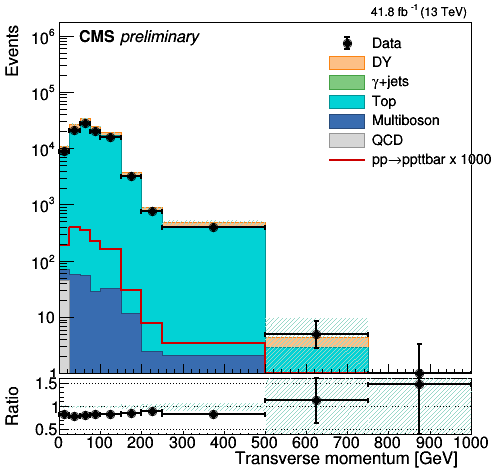 41.8 fb⁻¹ (13 TeV)
CMS preliminary
Events
10⁶
10⁵
10⁴
10³
10²
10
1
Data
DY
γ+jets
Top
Multiboson
QCD
pp→ppttbar x 1000
Ratio
1.5
1
0.5
0 100 200 300 400 500 600 700 800 900 1000
Transverse momentum [GeV]